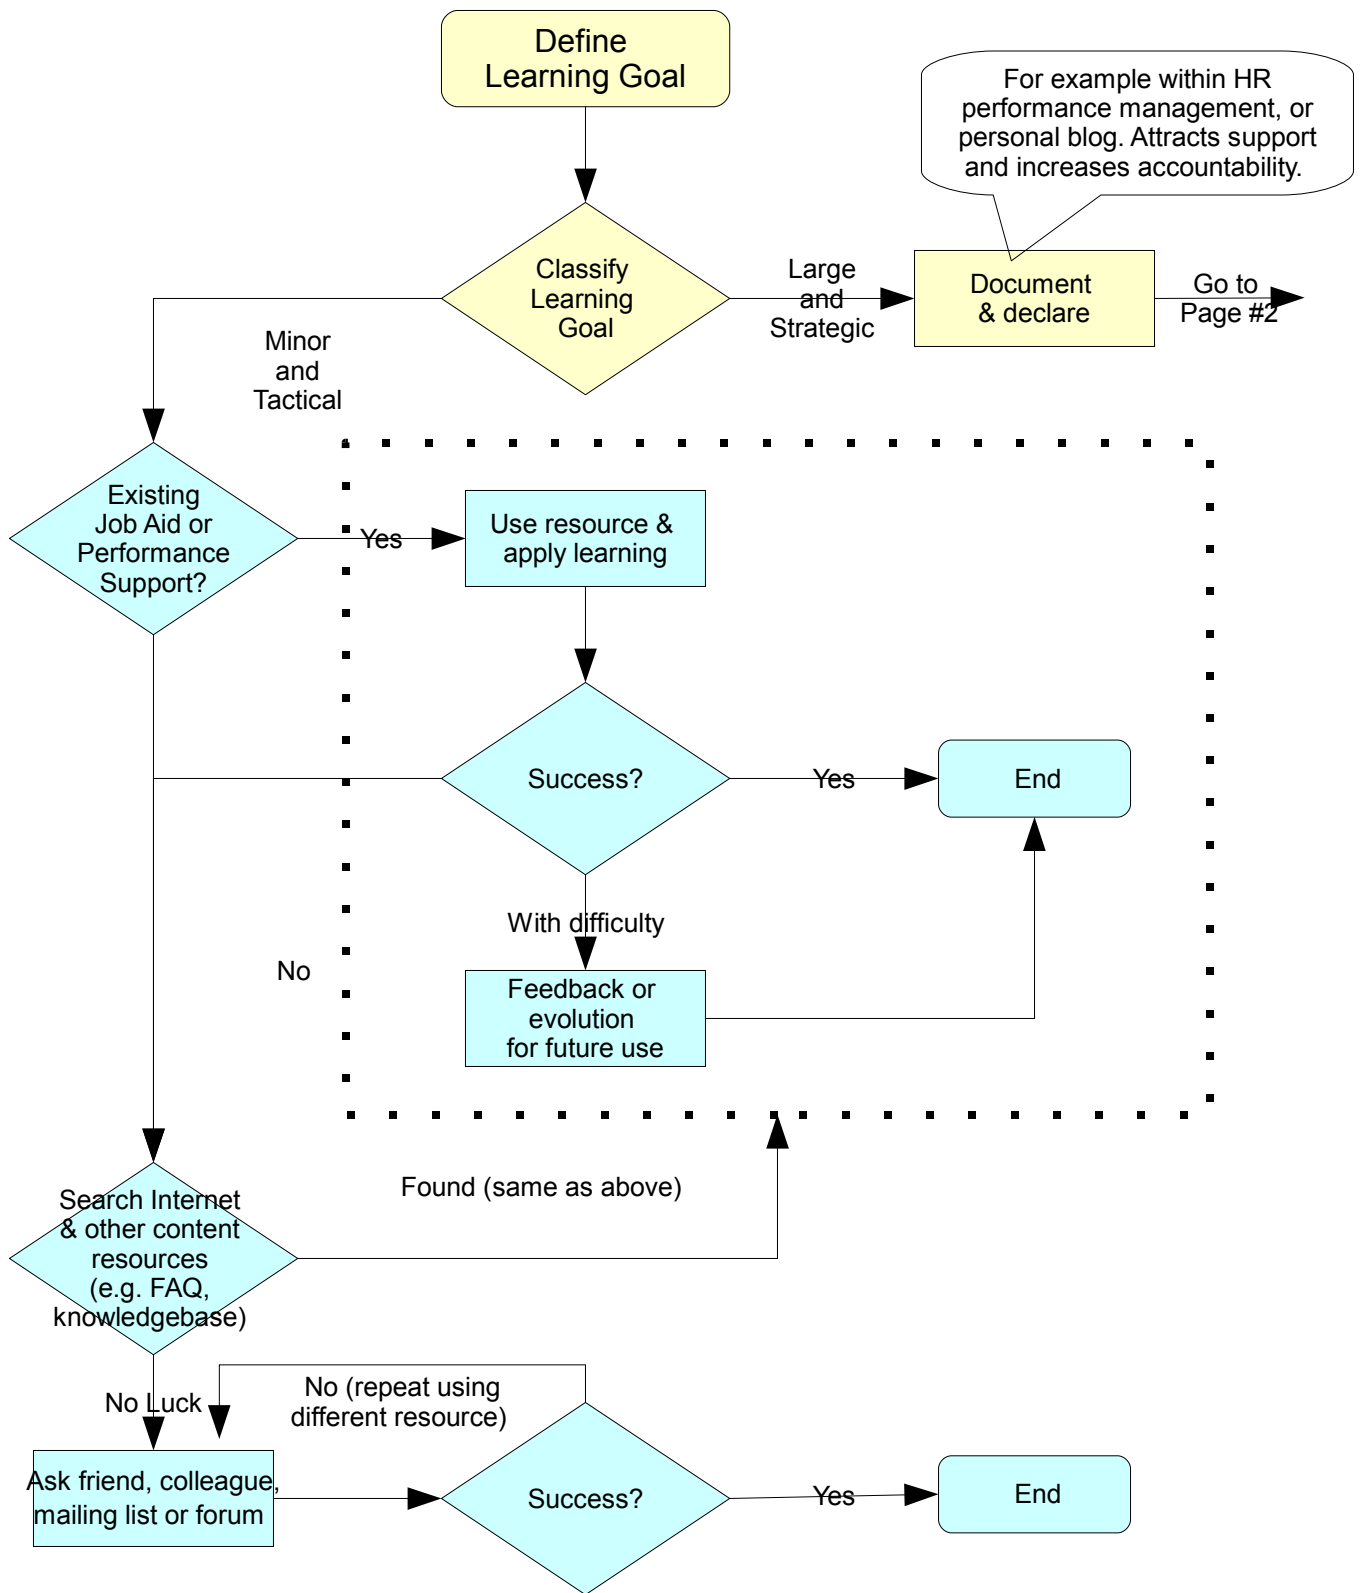 Define
Learning Goal
For example within HR
performance management, or
personal blog. Attracts support
and increases accountability.
Classify
Learning
Goal
Large
and
Strategic
Document
& declare
Go to
Page #2
Minor
and
Tactical
Existing
Job Aid or
Performance
Support?
Yes
Use resource &
apply learning
Success?
Yes
End
With difficulty
No
Feedback or
evolution
for future use
Found (same as above)
Search Internet
& other content
resources
(e.g. FAQ,
knowledgebase)
No Luck
No (repeat using
different resource)
Ask friend, colleague,
mailing list or forum
Success?
Yes
End